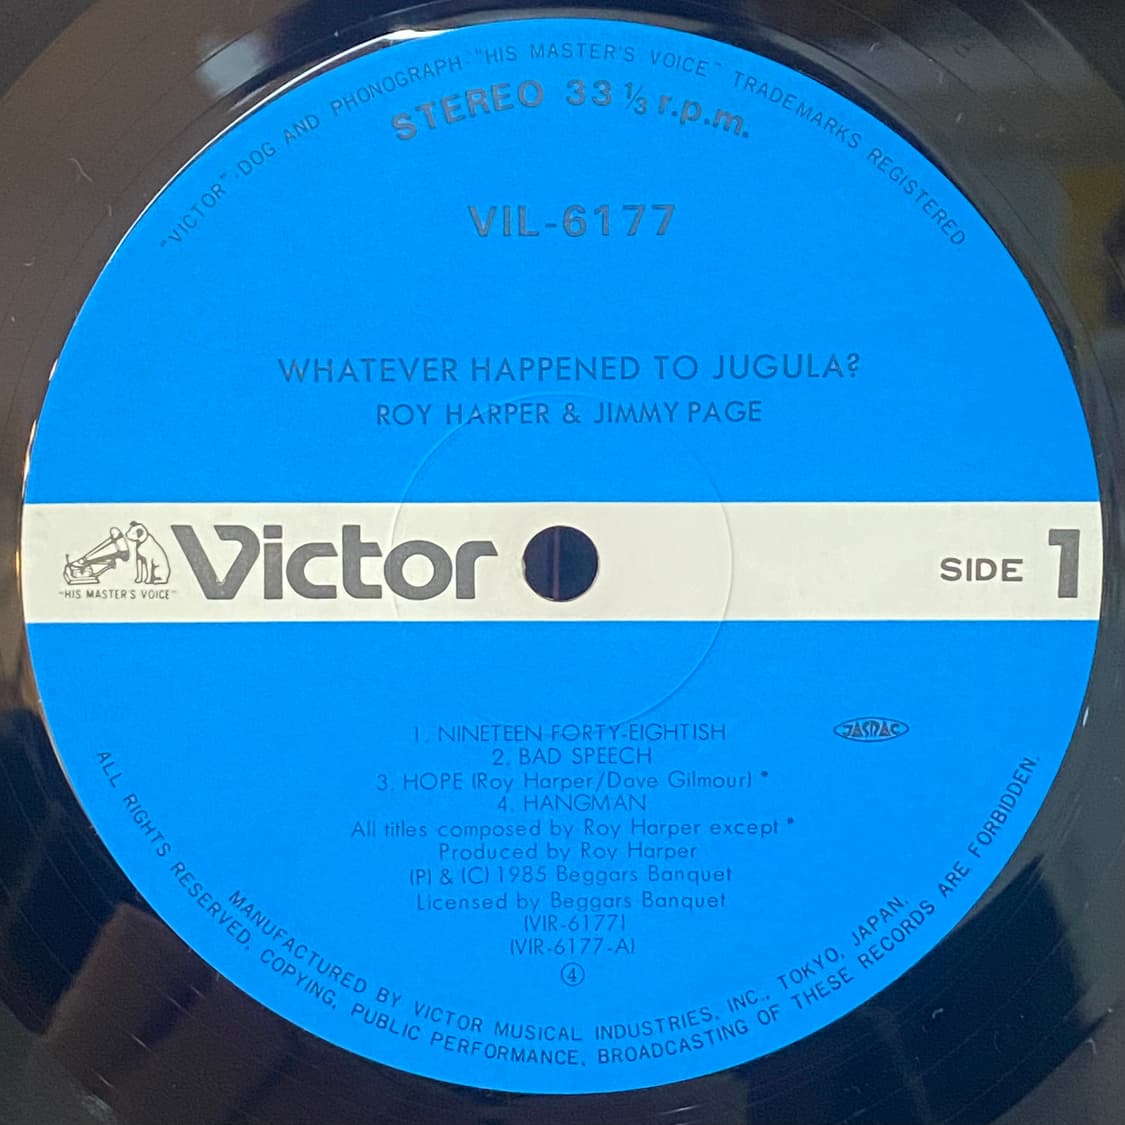 "VICTOR"-DOG AND PHONOGRAPH-"HIS MASTER'S VOICE" TRADEMARKS REGISTERED
STEREO 33 1/3 r.p.m.
VIL-6177
WHATEVER HAPPENED TO JUGULA?
ROY HARPER & JIMMY PAGE
"HIS MASTER'S VOICE"
Victor
SIDE 1
1. NINETEEN FORTY-EIGHTISH
2. BAD SPEECH
3. HOPE (Roy Harper/Dave Gilmour) *
4. HANGMAN
All titles composed by Roy Harper except *
Produced by Roy Harper
(P) & (C) 1985 Beggars Banquet
Licensed by Beggars Banquet
(VIR-6177)
(VIR-6177-A)
④
JASRAC
MANUFACTURED BY VICTOR MUSICAL INDUSTRIES, INC., TOKYO, JAPAN.
ALL RIGHTS RESERVED. COPYING, PUBLIC PERFORMANCE, BROADCASTING OF THESE RECORDS ARE FORBIDDEN.